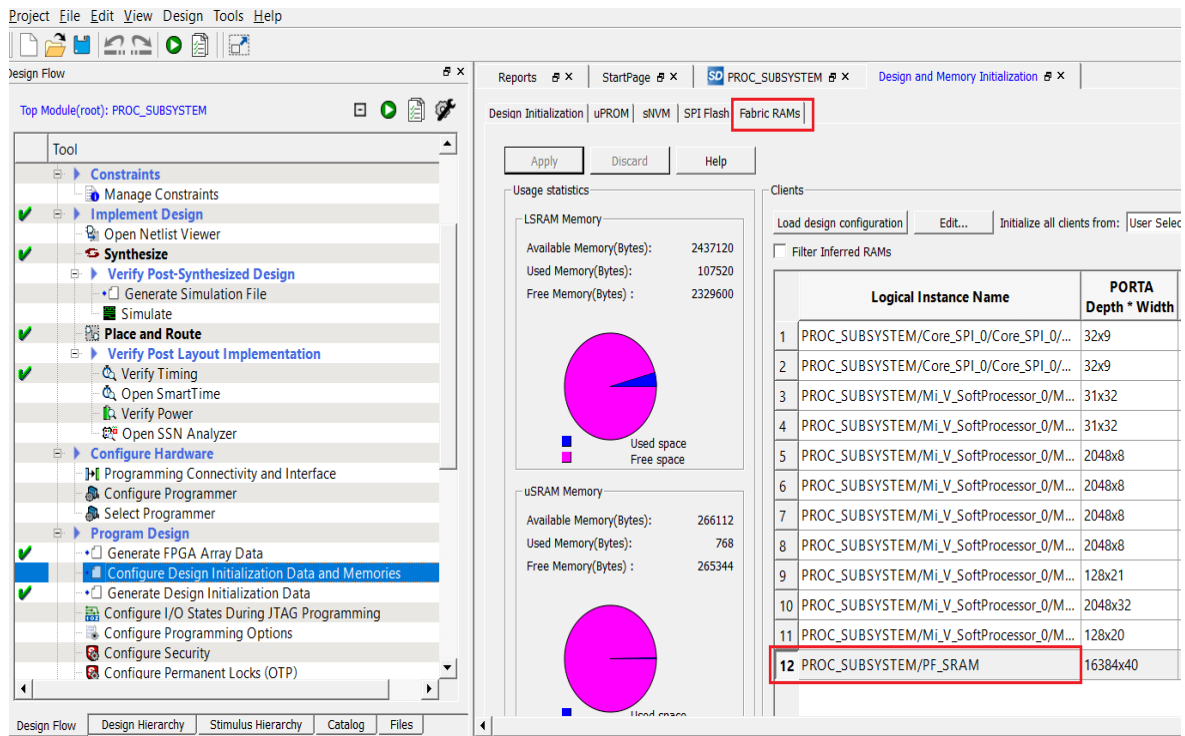 Project File Edit View Design Tools Help
Design Flow
Top Module(root): PROC_SUBSYSTEM
Tool
Constraints
Manage Constraints
Implement Design
Open Netlist Viewer
Synthesize
Verify Post-Synthesized Design
Generate Simulation File
Simulate
Place and Route
Verify Post Layout Implementation
Verify Timing
Open SmartTime
Verify Power
Open SSN Analyzer
Configure Hardware
Programming Connectivity and Interface
Configure Programmer
Select Programmer
Program Design
Generate FPGA Array Data
Configure Design Initialization Data and Memories
Generate Design Initialization Data
Configure I/O States During JTAG Programming
Configure Programming Options
Configure Security
Configure Permanent Locks (OTP)
Design Flow Design Hierarchy Stimulus Hierarchy Catalog Files
Reports StartPage SD PROC_SUBSYSTEM Design and Memory Initialization
Design Initialization uPROM sNVM SPI Flash Fabric RAMs
Apply Discard Help
Usage statistics
LSRAM Memory
Available Memory(Bytes): 2437120
Used Memory(Bytes): 107520
Free Memory(Bytes) : 2329600
Used space
Free space
uSRAM Memory
Available Memory(Bytes): 266112
Used Memory(Bytes): 768
Free Memory(Bytes) : 265344
Used space
Clients
Load design configuration Edit... Initialize all clients from: User Selec
Filter Inferred RAMs
Logical Instance Name PORTA
Depth * Width
1 PROC_SUBSYSTEM/Core_SPI_0/Core_SPI_0/... 32x9
2 PROC_SUBSYSTEM/Core_SPI_0/Core_SPI_0/... 32x9
3 PROC_SUBSYSTEM/Mi_V_SoftProcessor_0/M... 31x32
4 PROC_SUBSYSTEM/Mi_V_SoftProcessor_0/M... 31x32
5 PROC_SUBSYSTEM/Mi_V_SoftProcessor_0/M... 2048x8
6 PROC_SUBSYSTEM/Mi_V_SoftProcessor_0/M... 2048x8
7 PROC_SUBSYSTEM/Mi_V_SoftProcessor_0/M... 2048x8
8 PROC_SUBSYSTEM/Mi_V_SoftProcessor_0/M... 2048x8
9 PROC_SUBSYSTEM/Mi_V_SoftProcessor_0/M... 128x21
10 PROC_SUBSYSTEM/Mi_V_SoftProcessor_0/M... 2048x32
11 PROC_SUBSYSTEM/Mi_V_SoftProcessor_0/M... 128x20
12 PROC_SUBSYSTEM/PF_SRAM 16384x40